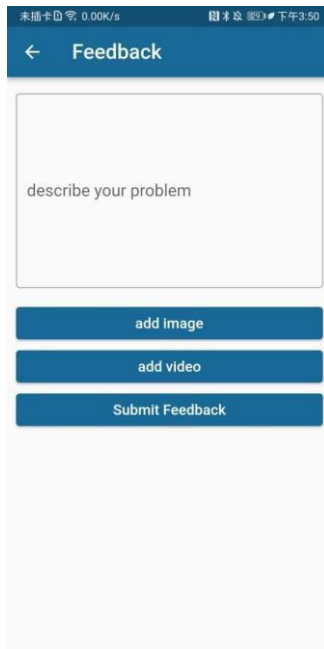 未插卡 0.00K/s 下午3:50
Feedback
describe your problem
add image
add video
Submit Feedback